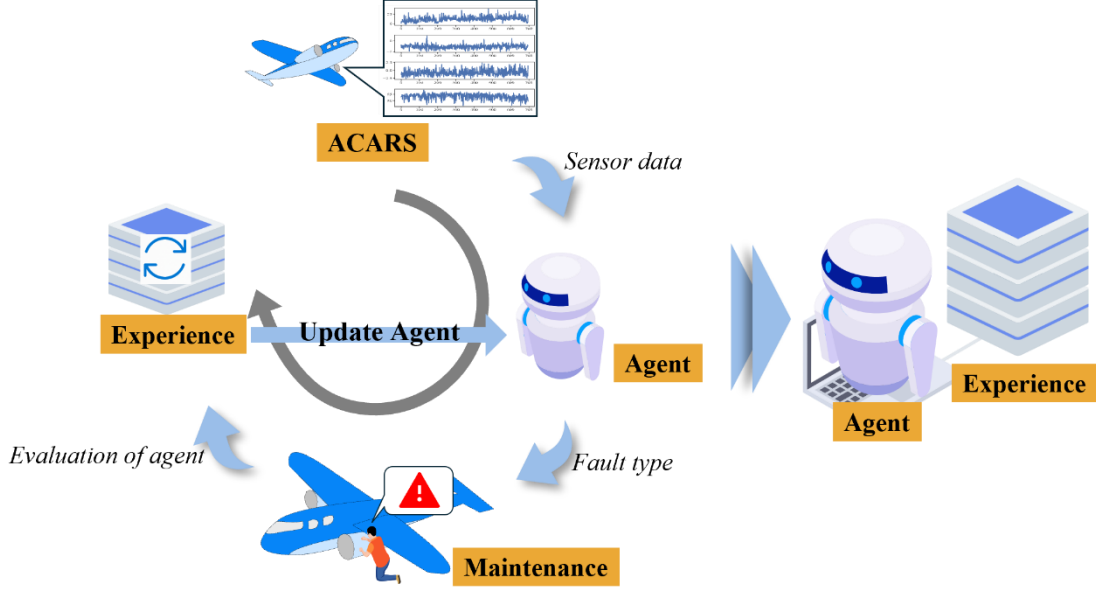 ACARS
Sensor data
Experience
Update Agent
Agent
Experience
Agent
Evaluation of agent
Fault type
Maintenance